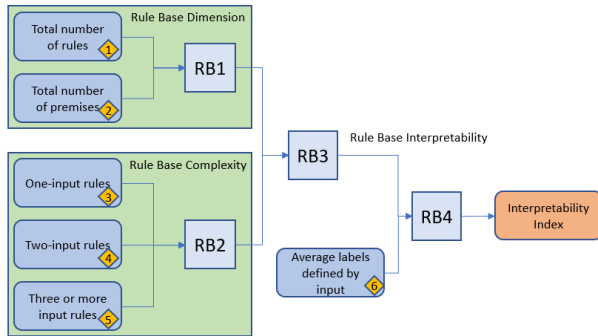 Rule Base Dimension
Total number
of rules
1
RB1
Total number
of premises
2
Rule Base Complexity
One-input rules
3
Two-input rules
4
RB2
Three or more
input rules
5
RB3
Rule Base Interpretability
RB4
Average labels
defined by
input
6
Interpretability
Index